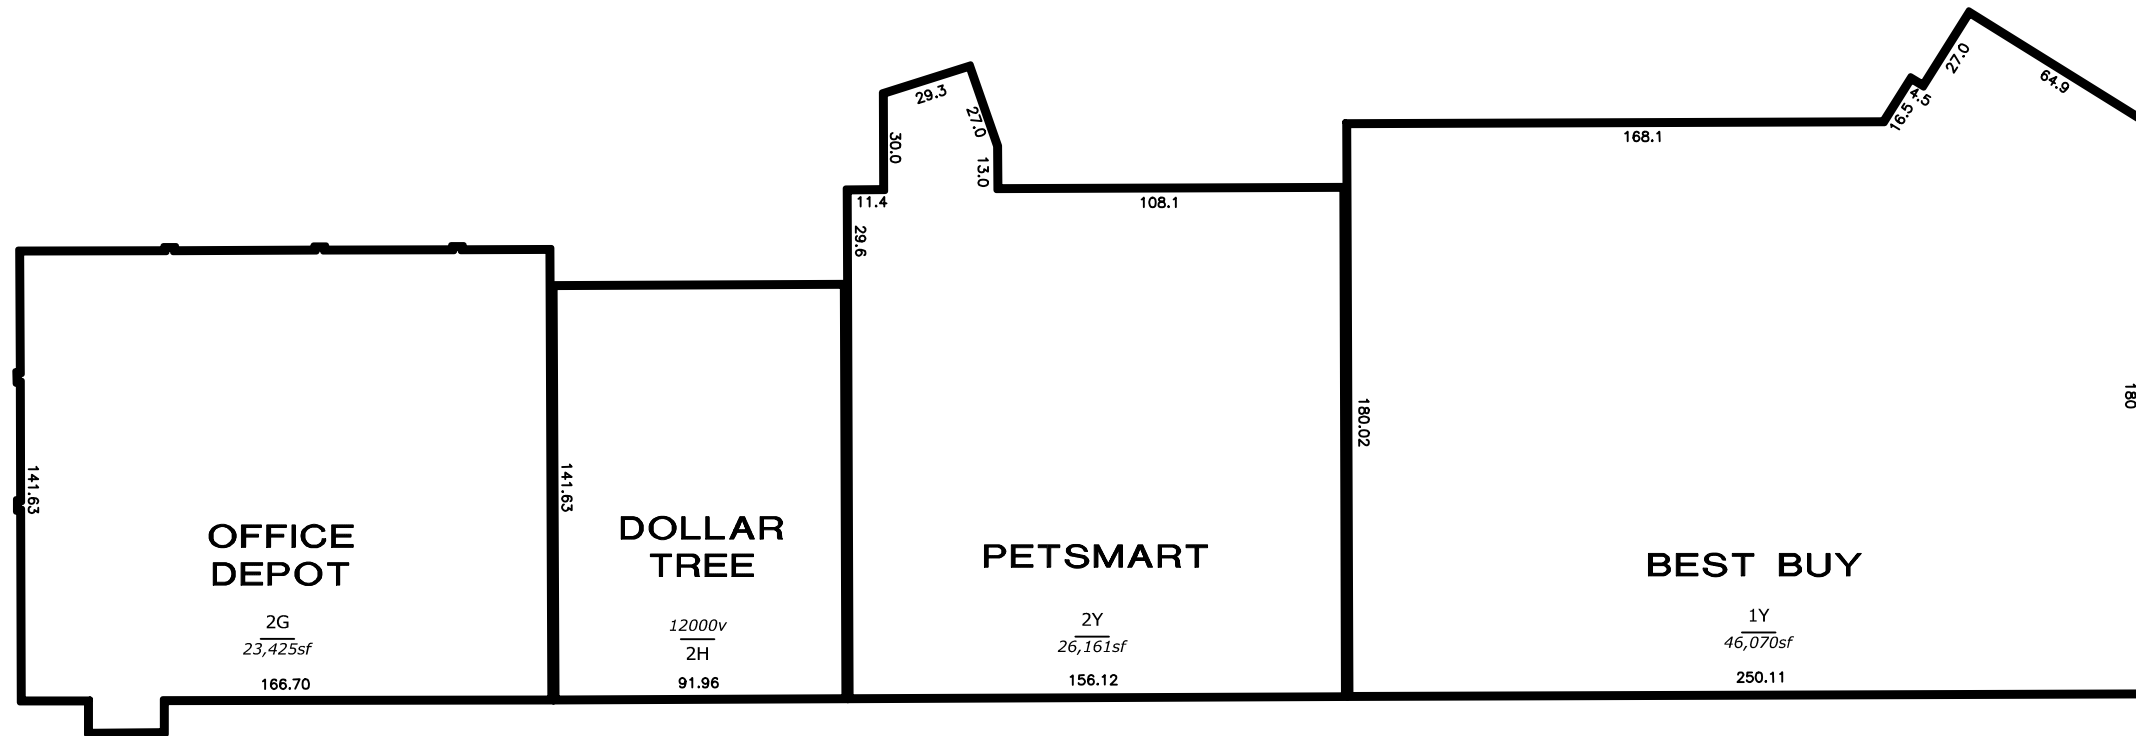 27.0
64.9
29.3
4.5
16.5
27.0
168.1
30.0
13.0
11.4
108.1
29.6
180
180.02
141.63
141.63
OFFICE
DEPOT
DOLLAR
TREE
PETSMART
BEST BUY
2G
23,425sf
12000v
2H
2Y
26,161sf
1Y
46,070sf
166.70
91.96
156.12
250.11